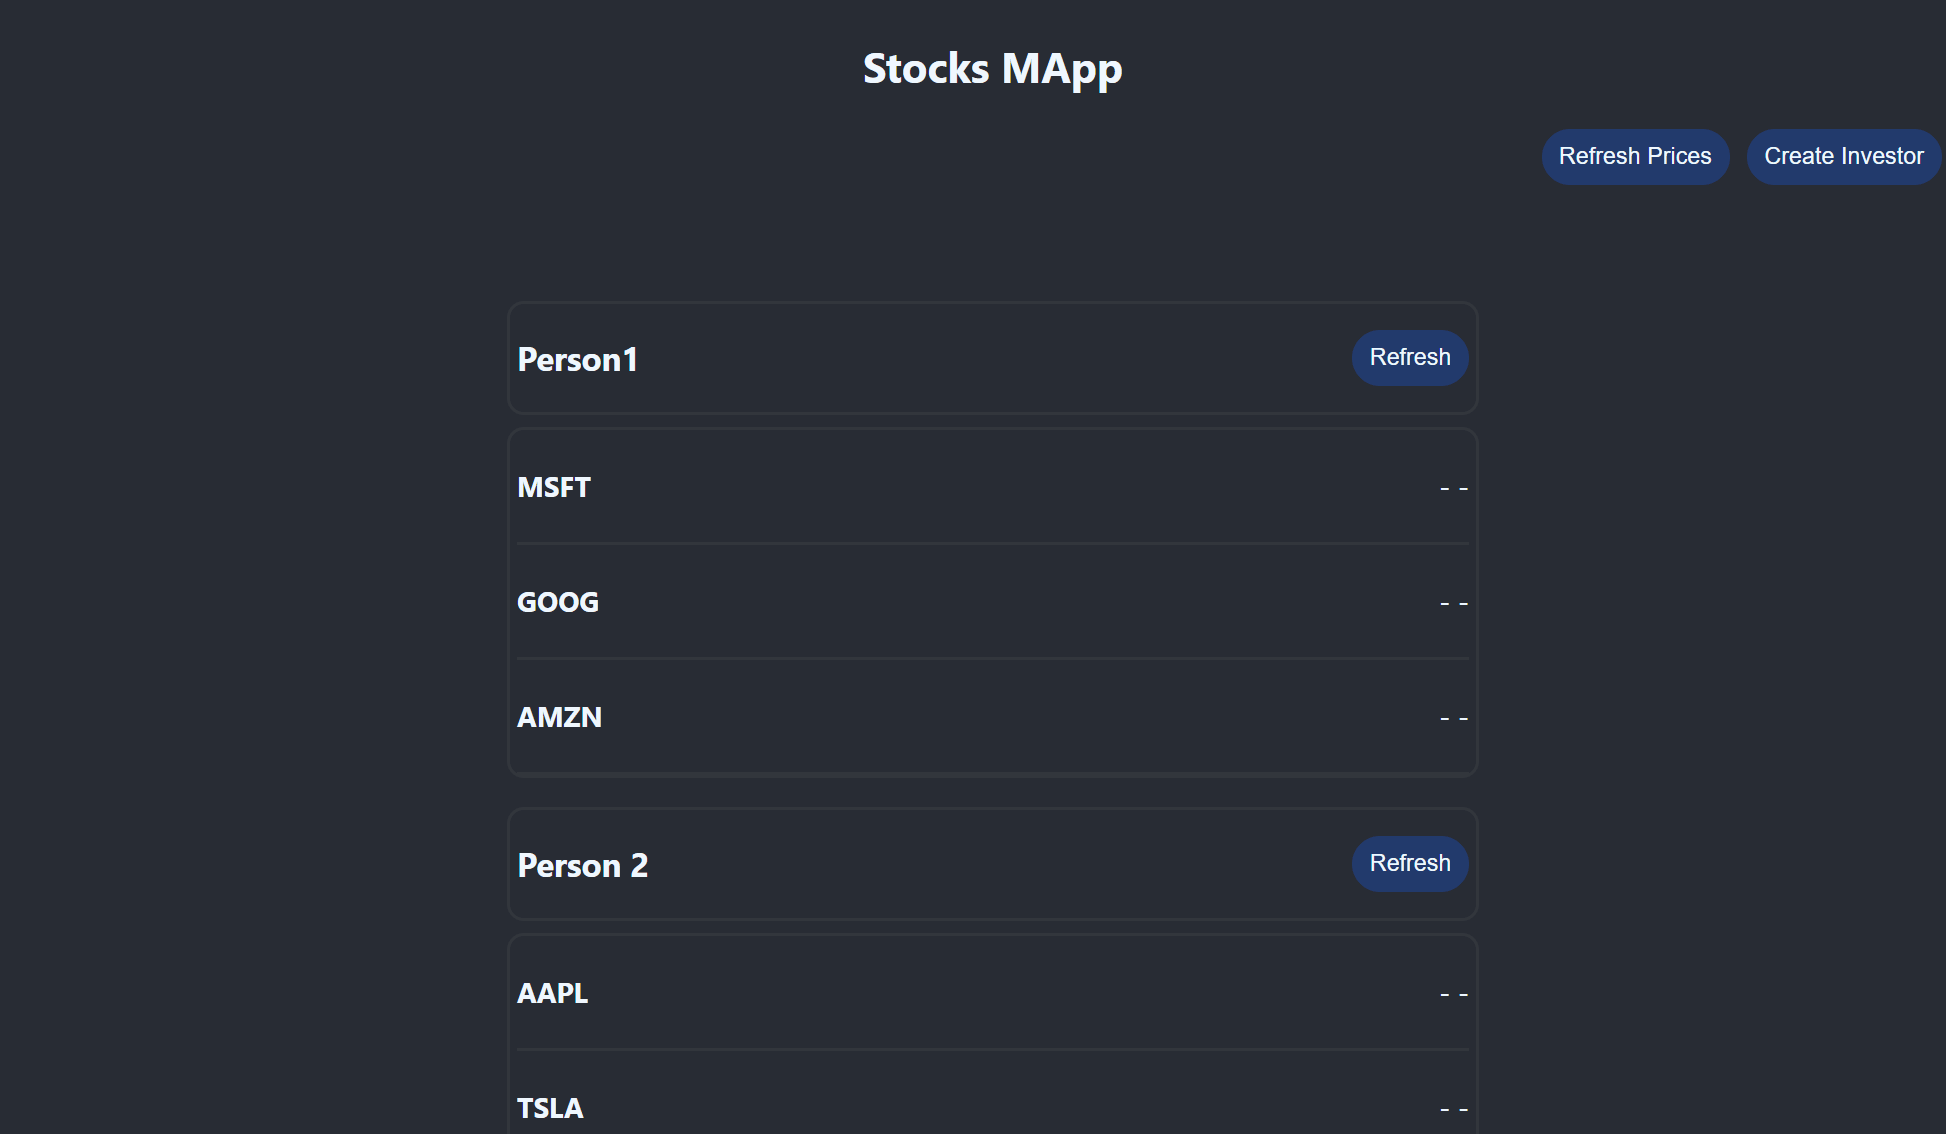 Stocks MApp
Refresh Prices Create Investor
Person1 Refresh
MSFT - -
GOOG - -
AMZN - -
Person 2 Refresh
AAPL - -
TSLA - -